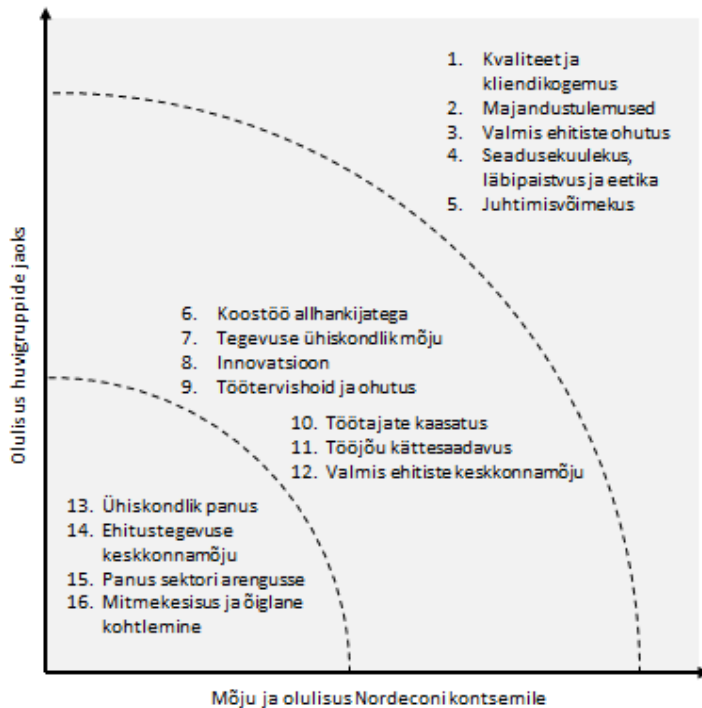 1. Kvaliteet ja
kliendikogemus
2. Majandustulemused
3. Valmis ehitiste ohutus
4. Seadusekuulekus,
läbipaistvus ja eetika
5. Juhtimisvõimekus
Olulisus huvigruppide jaoks
6. Koostöö allhankijatega
7. Tegevuse ühiskondlik mõju
8. Innovatsioon
9. Töötervishoid ja ohutus
10. Töötajate kaasatus
11. Tööjõu kättesaadavus
12. Valmis ehitiste keskkonnamõju
13. Ühiskondlik panus
14. Ehitustegevuse
keskkonnamõju
15. Panus sektori arengusse
16. Mitmekesisus ja õiglane
kohtlemine
Mõju ja olulisus Nordeconi kontsernile